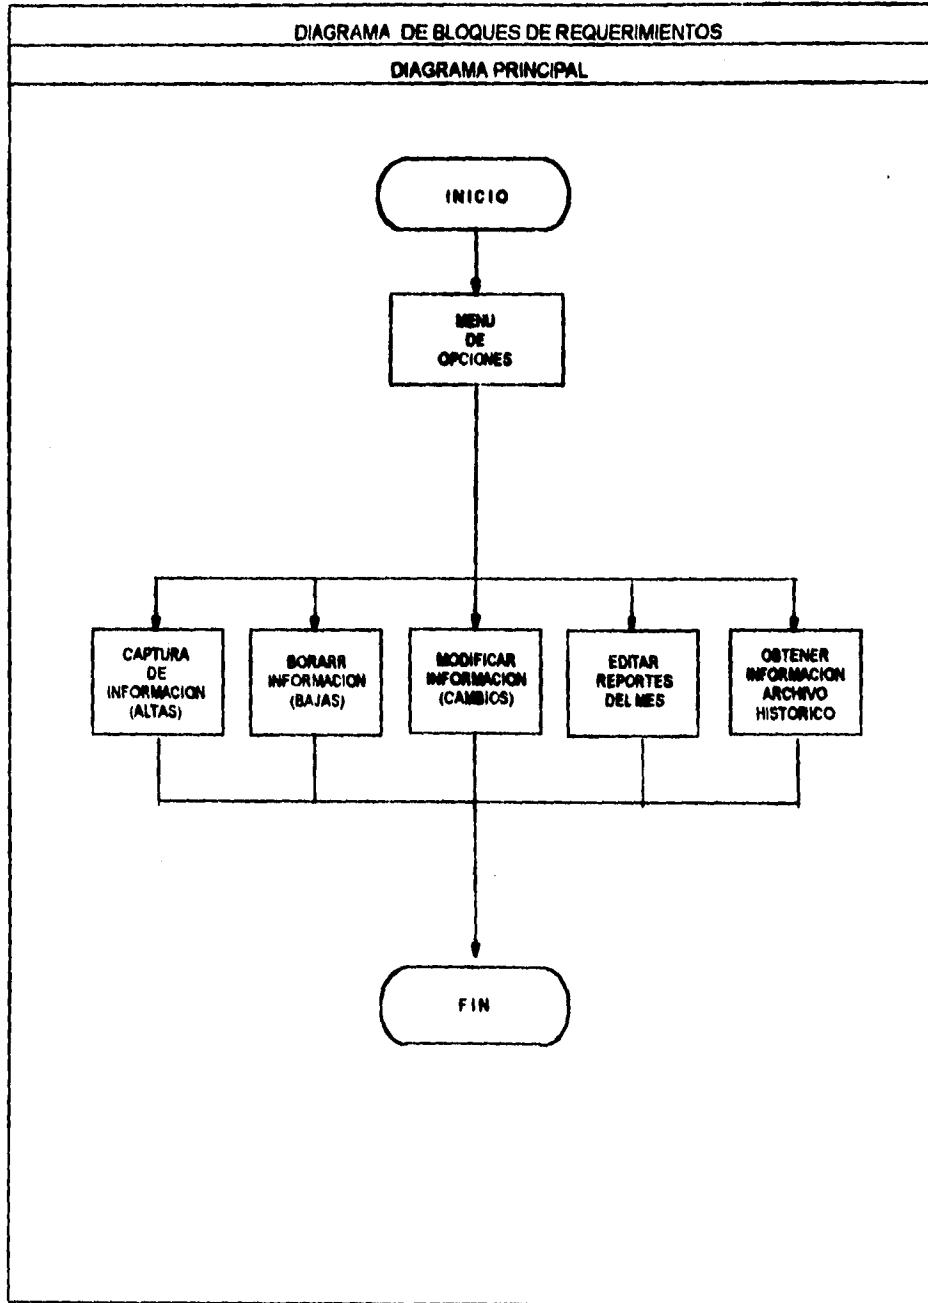 DIAGRAMA DE BLOQUES DE REQUERIMIENTOS
DIAGRAMA PRINCIPAL
INICIO
MENU
DE
OPCIONES
CAPTURA
DE
INFORMACION
(ALTAS)
BORARR
INFORMACION
(BAJAS)
MODIFICAR
INFORMACION
(CAMBIOS)
EDITAR
REPORTES
DEL MES
OBTENER
INFORMACION
ARCHIVO
HISTORICO
FIN